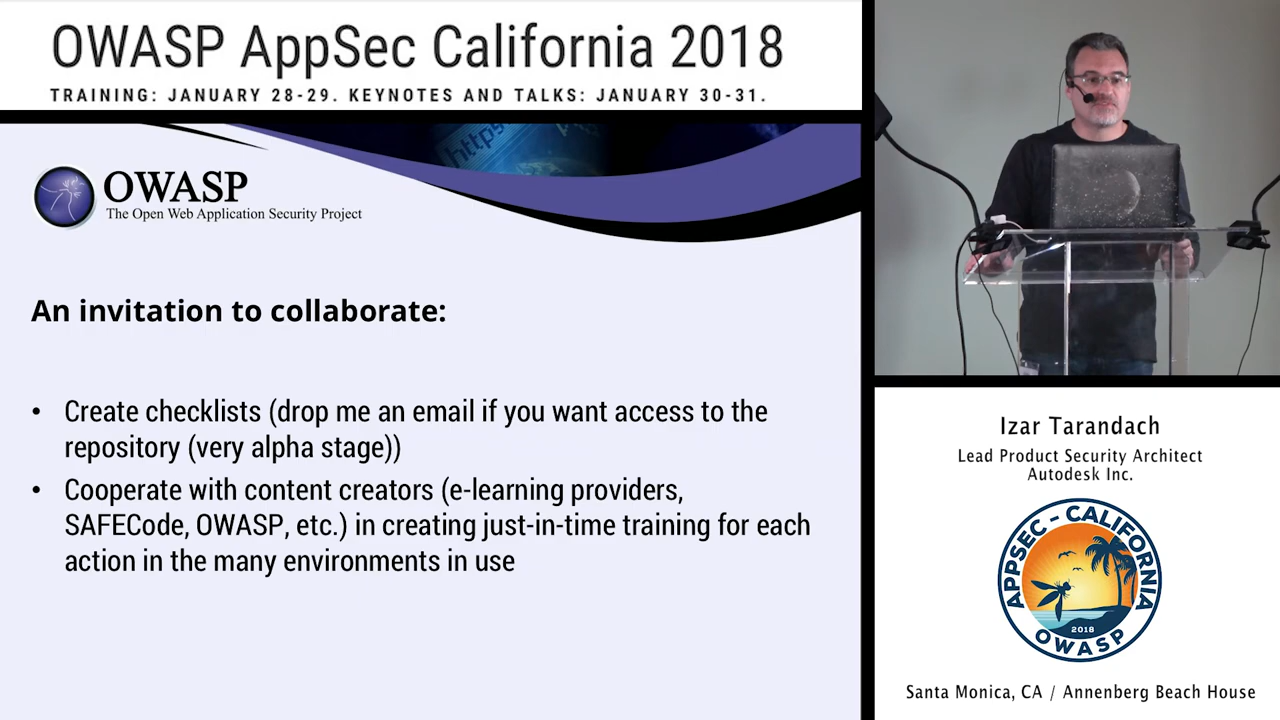 OWASP AppSec California 2018
TRAINING: JANUARY 28-29. KEYNOTES AND TALKS: JANUARY 30-31.
https
OWASP
The Open Web Application Security Project
An invitation to collaborate:
• Create checklists (drop me an email if you want access to the
repository (very alpha stage))
• Cooperate with content creators (e-learning providers,
SAFECode, OWASP, etc.) in creating just-in-time training for each
action in the many environments in use
Izar Tarandach
Lead Product Security Architect
Autodesk Inc.
APPSEC - CALIFORNIA
2018
OWASP
Santa Monica, CA / Annenberg Beach House